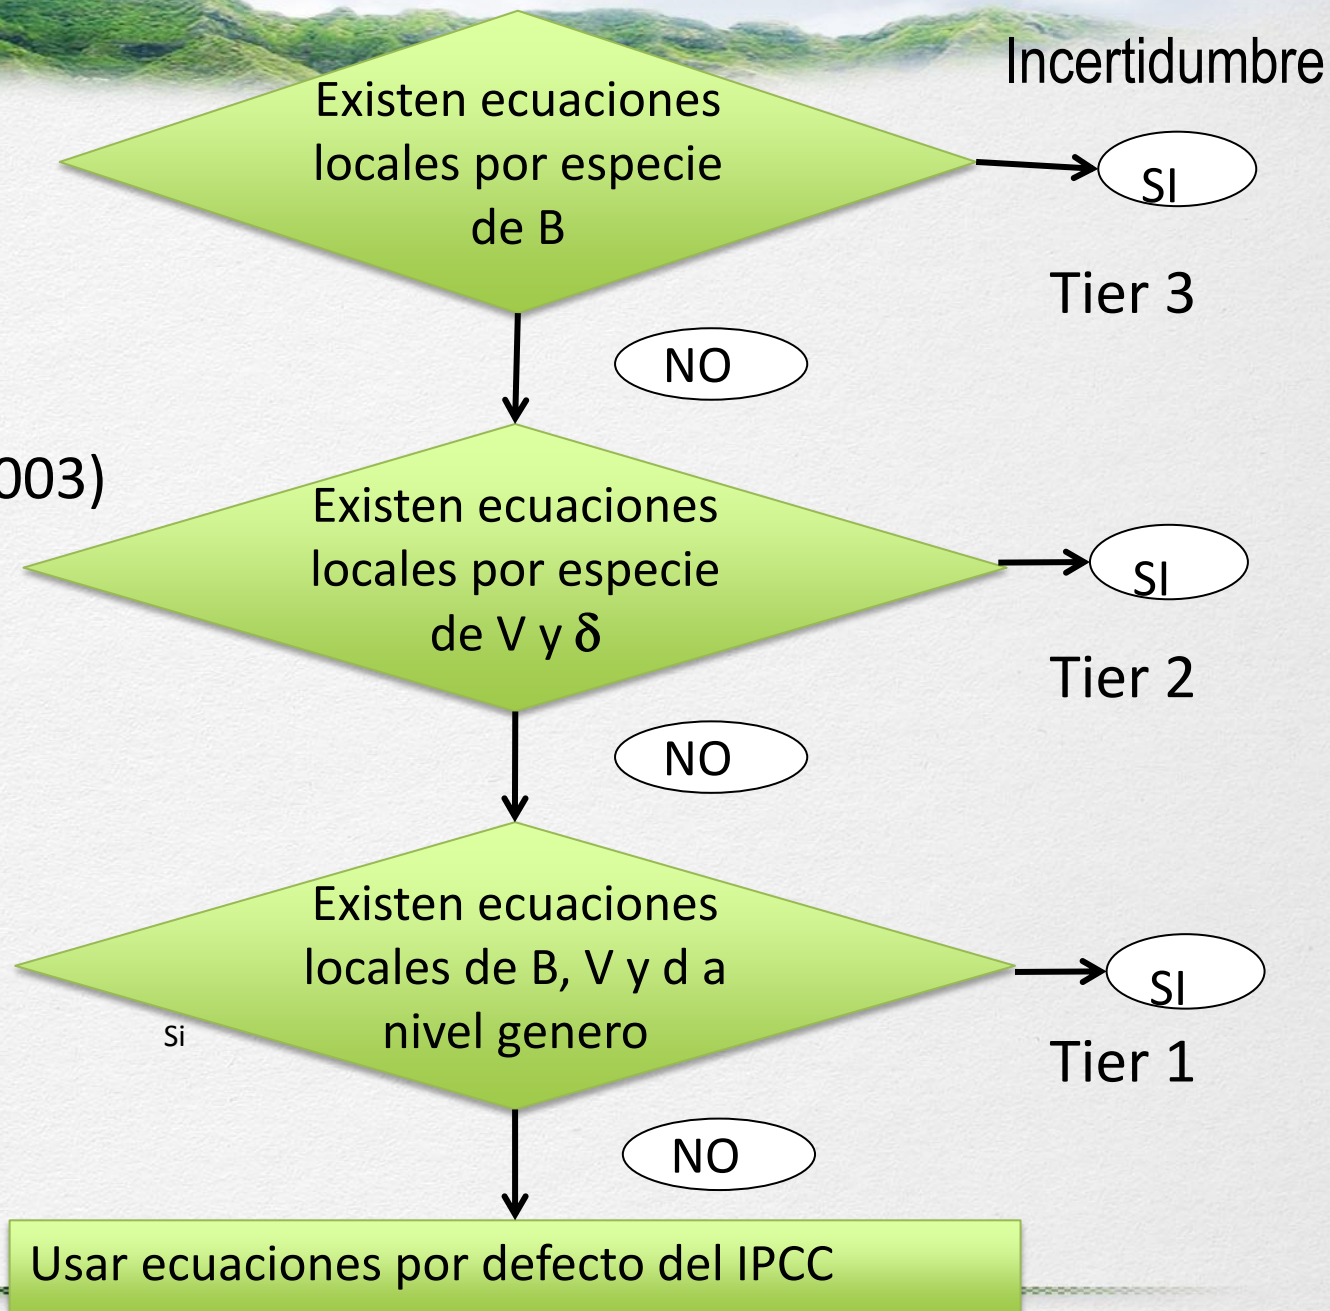 Incertidumbre
Existen ecuaciones
locales por especie
de B
SI
Tier 3
NO
003)
Existen ecuaciones
locales por especie
de V y δ
SI
Tier 2
NO
Existen ecuaciones
locales de B, V y d a
nivel genero
SI
Si
Tier 1
NO
Usar ecuaciones por defecto del IPCC